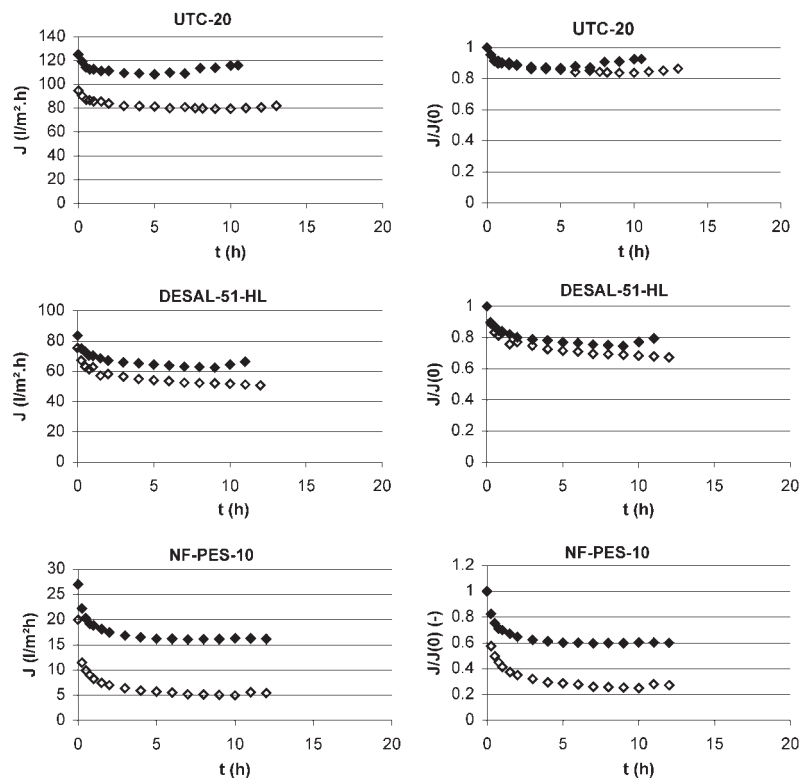 UTC-20
J (l/m².h)
140
120
100
80
60
40
20
0
0 5 10 15 20
t (h)
UTC-20
J/J(0)
1
0.8
0.6
0.4
0.2
0
0 5 10 15 20
t (h)
DESAL-51-HL
J (l/m².h)
100
80
60
40
20
0
0 5 10 15 20
t (h)
DESAL-51-HL
J/J(0)
1
0.8
0.6
0.4
0.2
0
0 5 10 15 20
t (h)
NF-PES-10
J (l/m²h)
30
25
20
15
10
5
0
0 5 10 15 20
t (h)
NF-PES-10
J/J(0) (-)
1.2
1
0.8
0.6
0.4
0.2
0
0 5 10 15 20
t (h)